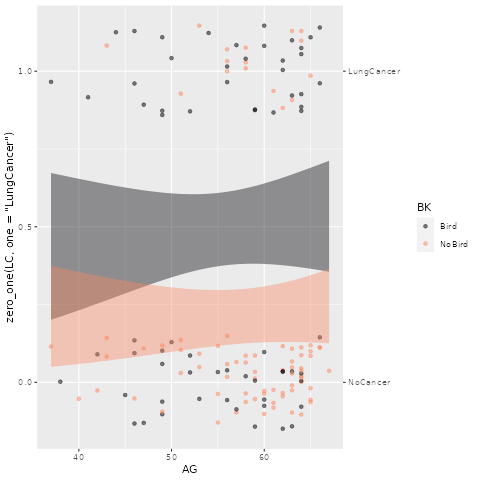 zero_one(LC, one = "LungCancer")
1.0
0.5
0.0
LungCancer
NoCancer
40
50
60
AG
BK
Bird
NoBird